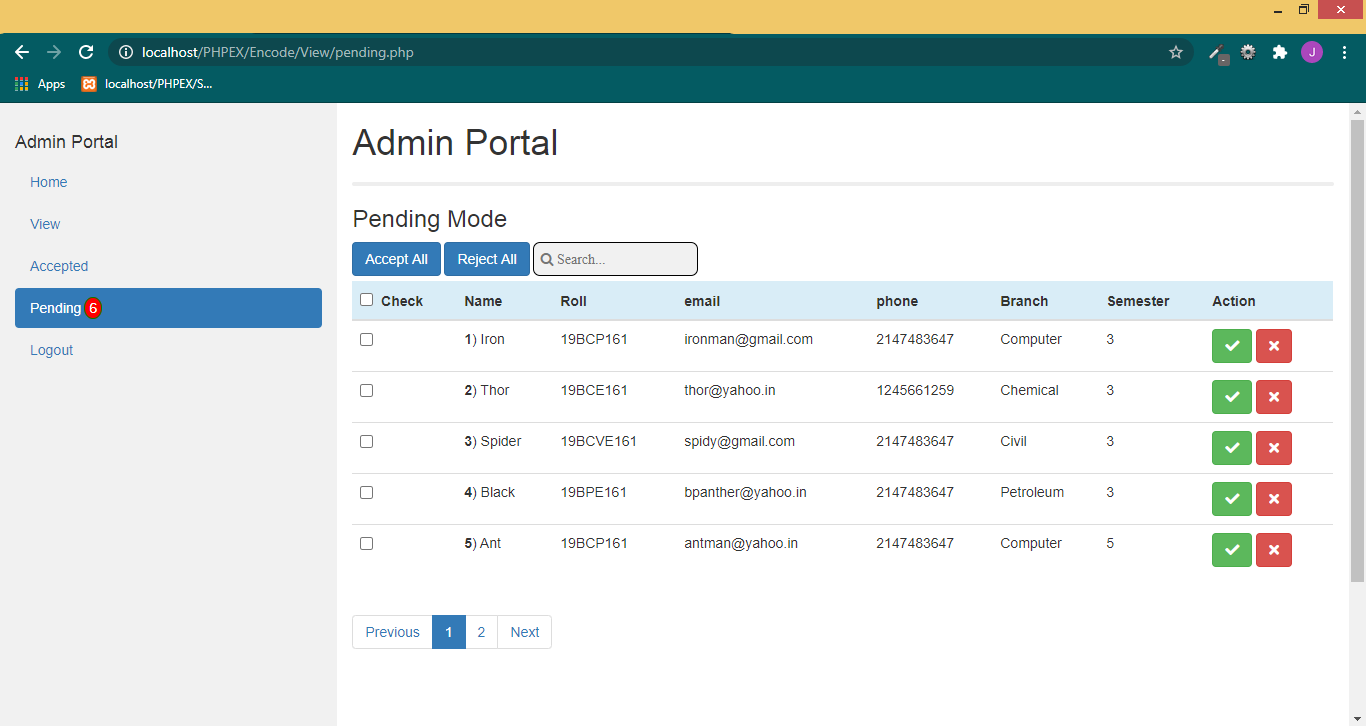 localhost/PHPEX/Encode/View/pending.php
J
Apps
localhost/PHPEX/S...
Admin Portal
Home
View
Accepted
Pending 6
Logout
Admin Portal
Pending Mode
Accept All Reject All Search...
Check Name Roll email phone Branch Semester Action
1) Iron 19BCP161 ironman@gmail.com 2147483647 Computer 3
2) Thor 19BCE161 thor@yahoo.in 1245661259 Chemical 3
3) Spider 19BCVE161 spidy@gmail.com 2147483647 Civil 3
4) Black 19BPE161 bpanther@yahoo.in 2147483647 Petroleum 3
5) Ant 19BCP161 antman@yahoo.in 2147483647 Computer 5
Previous 1 2 Next